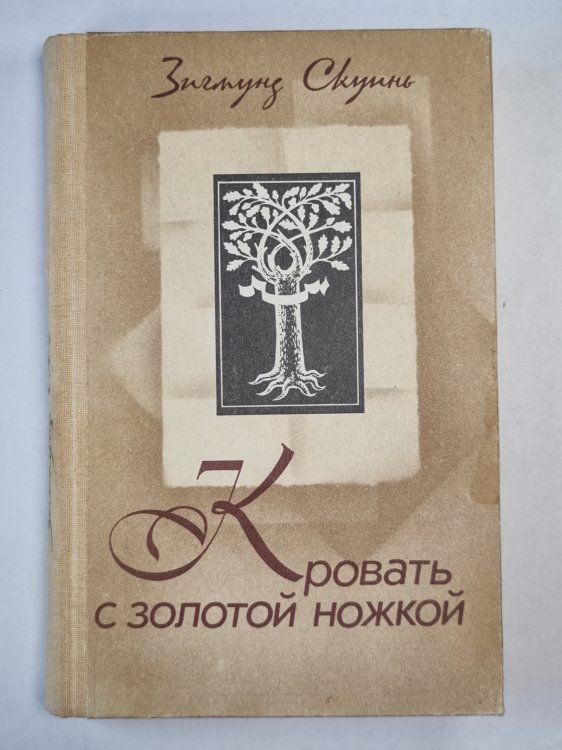 Зигмунд Скуинь
Кровать
с золотой ножкой